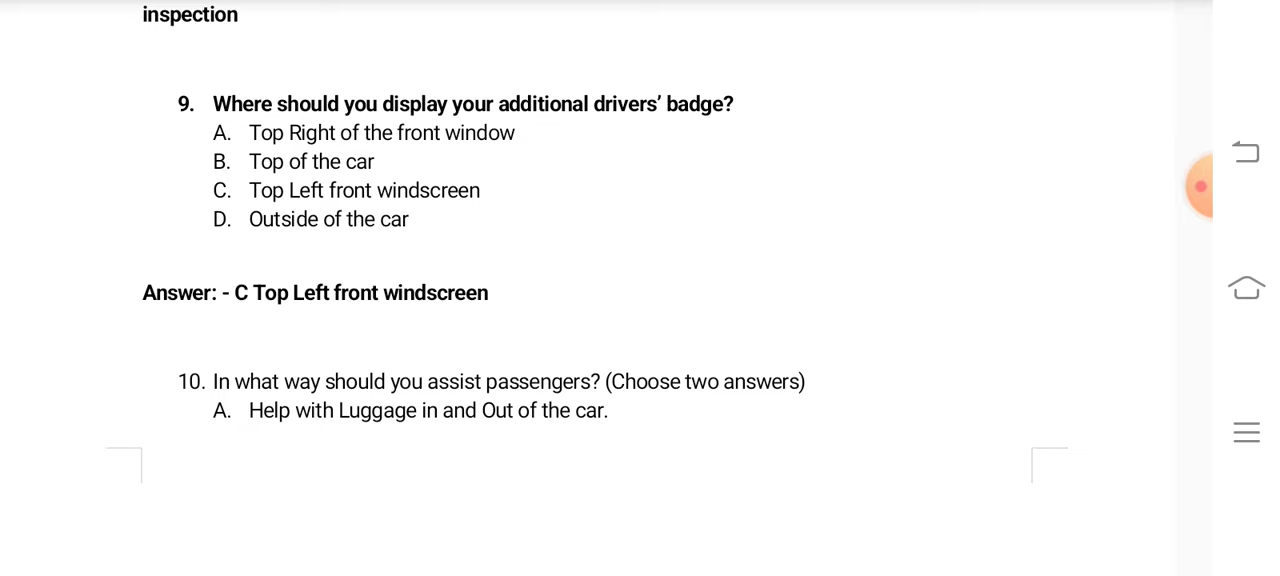 inspection
9. Where should you display your additional drivers’ badge?
A. Top Right of the front window
B. Top of the car
C. Top Left front windscreen
D. Outside of the car
Answer: - C Top Left front windscreen
10. In what way should you assist passengers? (Choose two answers)
A. Help with Luggage in and Out of the car.